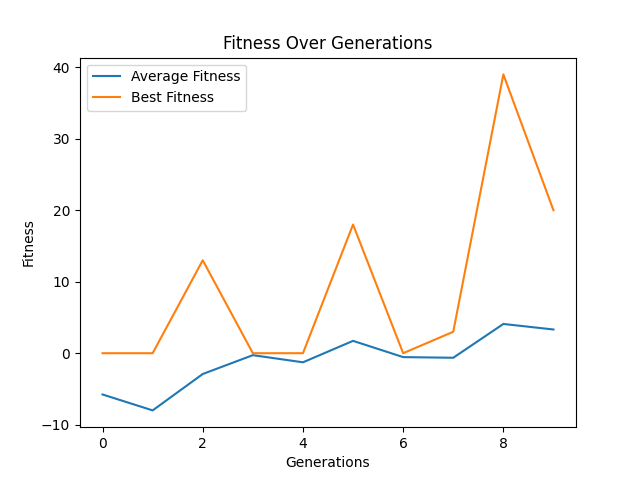 Fitness Over Generations
Average Fitness
Best Fitness
40
30
20
10
0
−10
Fitness
0 2 4 6 8
Generations